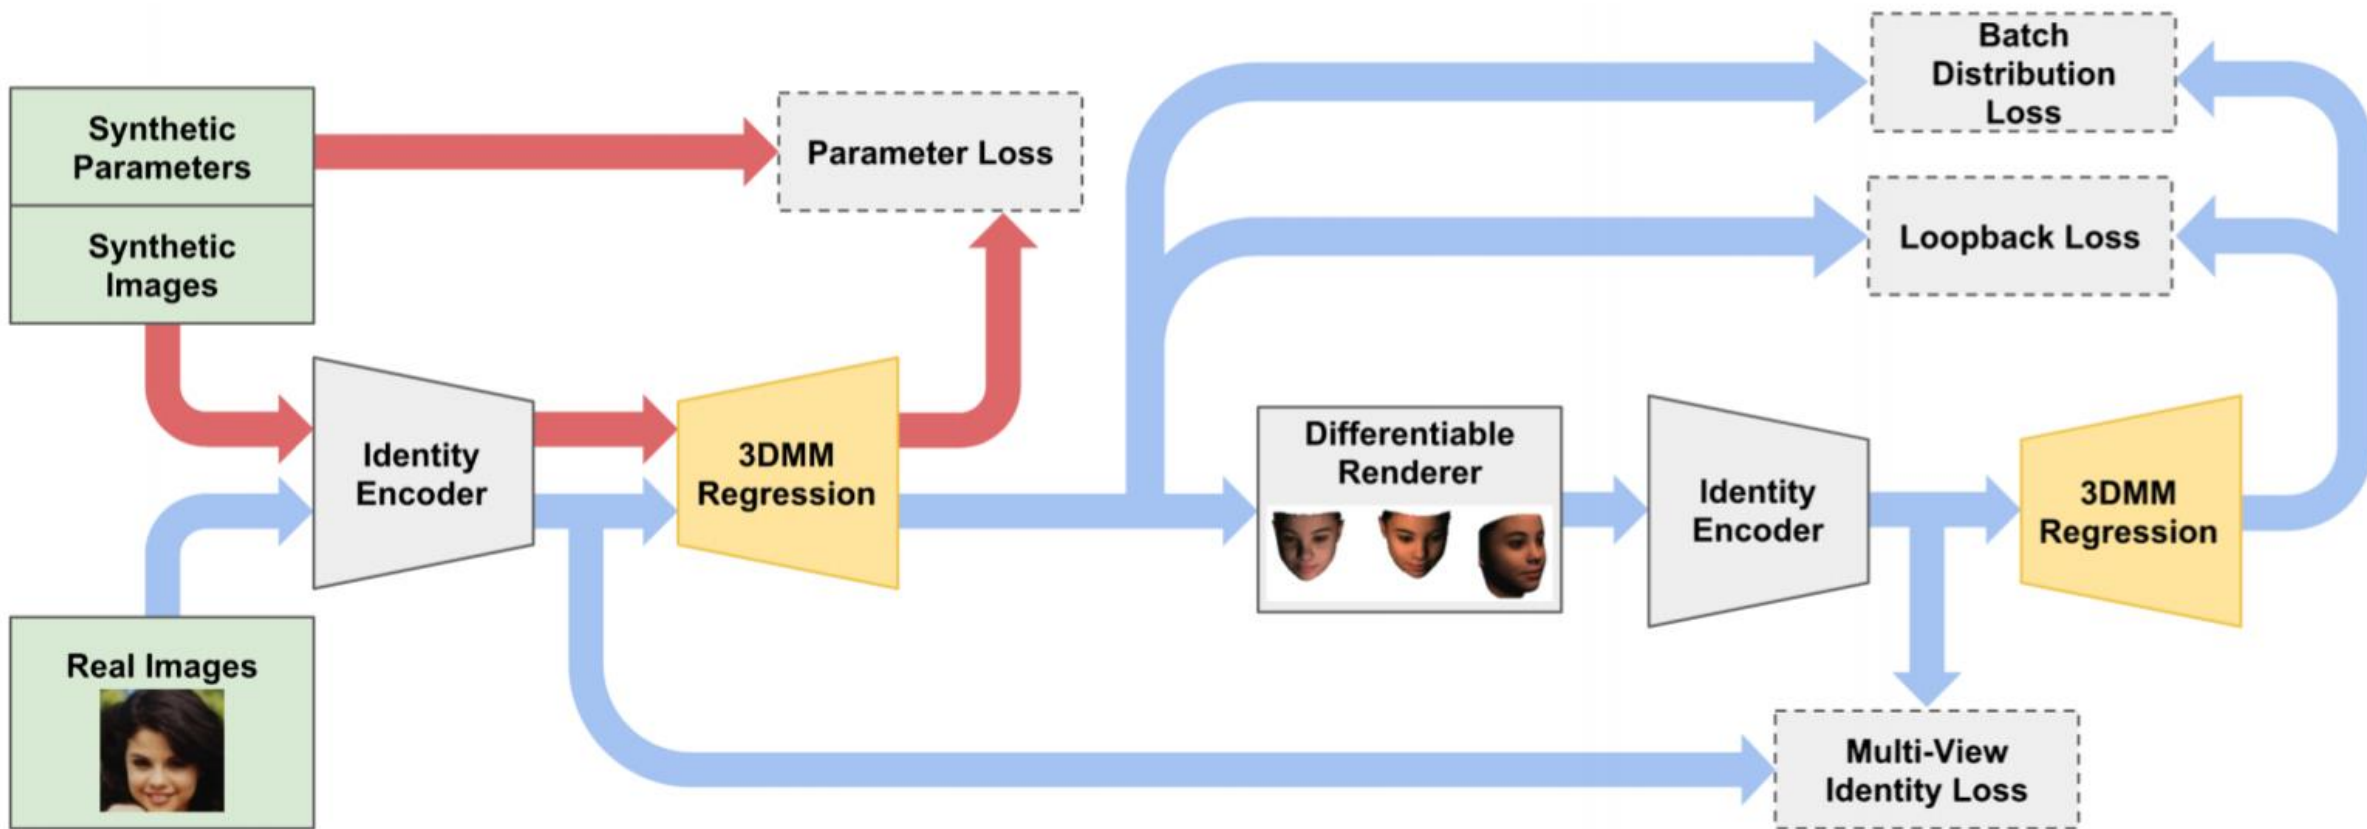 Synthetic
Parameters
Synthetic
Images
Real Images
Identity
Encoder
3DMM
Regression
Parameter Loss
Batch
Distribution
Loss
Loopback Loss
Differentiable
Renderer
Identity
Encoder
3DMM
Regression
Multi-View
Identity Loss